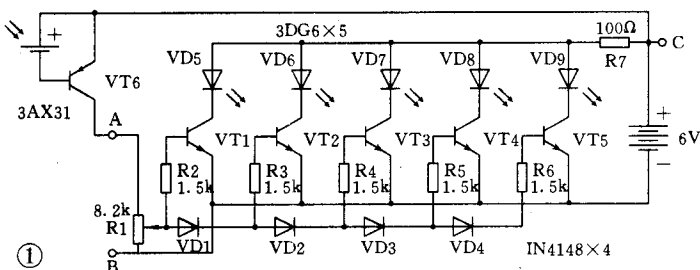 3DG6×5
100Ω
C
R7
VD5
VD6
VD7
VD8
VD9
+
VT6
3AX31
A
VT1
VT2
VT3
VT4
VT5
+
6V
−
R2
1.5k
R3
1.5k
R4
1.5k
R5
1.5k
R6
1.5k
8.2k
R1
VD1
VD2
VD3
VD4
IN4148×4
①
B